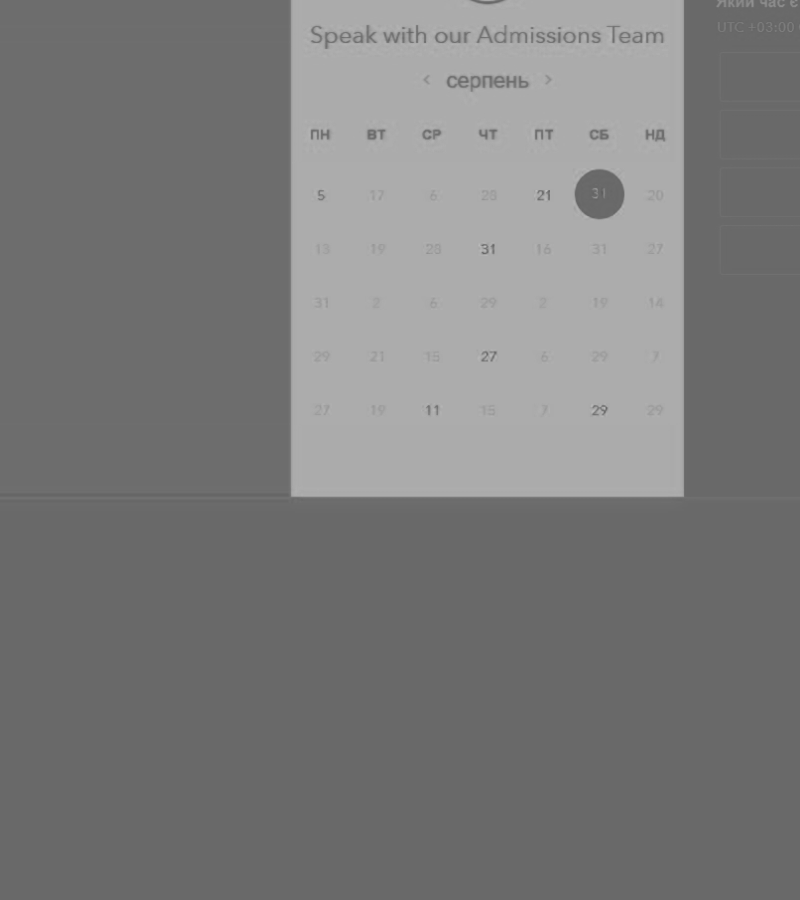 Speak with our Admissions Team
‹ серпень ›
ПН ВТ СР ЧТ ПТ СБ НД
5 17 6 28 21 31 20
13 19 28 31 16 31 27
31 2 6 29 2 19 14
29 21 15 27 6 29 7
27 19 11 15 7 29 29
Який час є
UTC +03:00